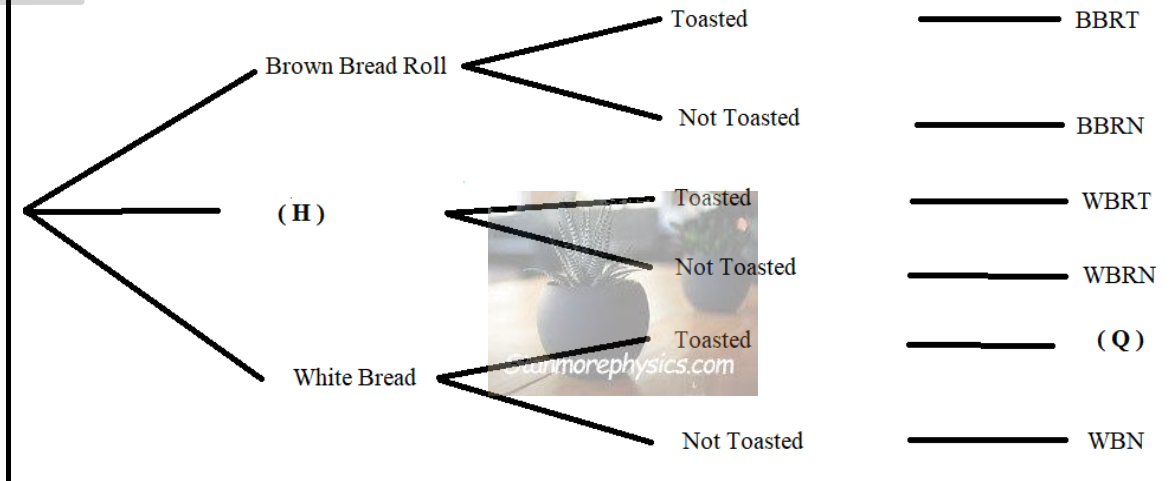 Toasted BBRT
Brown Bread Roll
Not Toasted BBRN
Toasted WBRT
( H )
Not Toasted WBRN
Toasted ( Q )
Stanmorephysics.com
White Bread
Not Toasted WBN